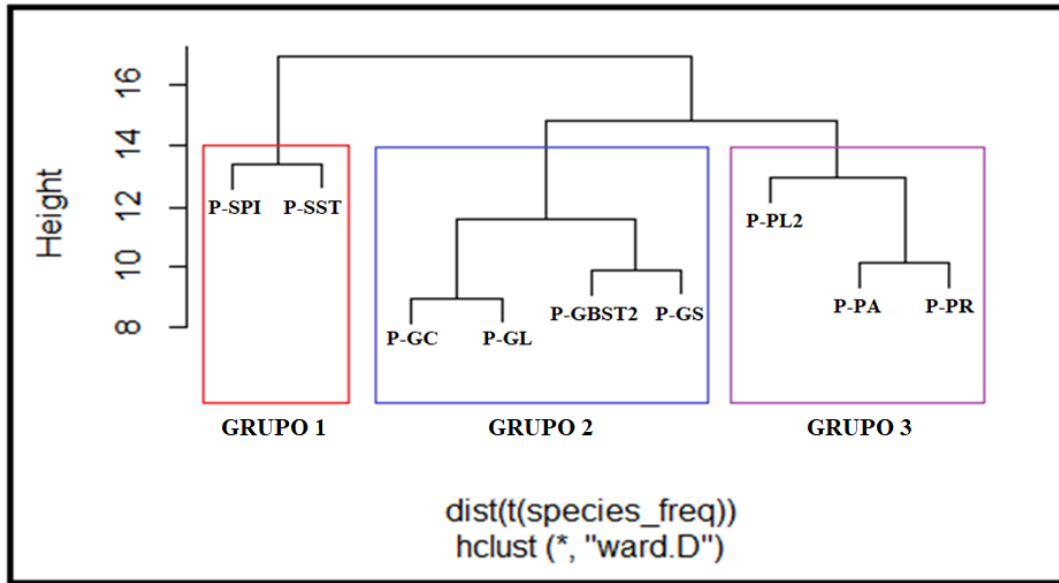 Height
16
14
12
10
8
P-SPI P-SST
P-GC P-GL P-GBST2 P-GS
P-PL2
P-PA P-PR
GRUPO 1 GRUPO 2 GRUPO 3
dist(t(species_freq))
hclust (*, "ward.D")